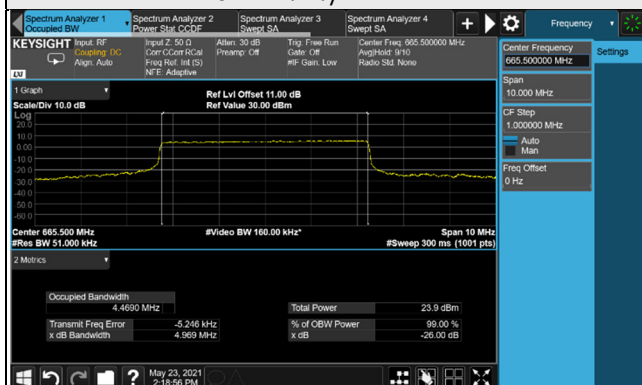 Spectrum Analyzer 1
Occupied BW
Spectrum Analyzer 2
Power Stat CCDF
Spectrum Analyzer 3
Swept SA
Spectrum Analyzer 4
Swept SA
+
Frequency
KEYSIGHT
Input: RF
Coupling: DC
Align: Auto
Input Z: 50 Ω
Corr CCorr RCal
Freq Ref: Int (S)
NFE: Adaptive
Atten: 30 dB
Preamp: Off
Trig: Free Run
Gate: Off
#IF Gain: Low
Center Freq: 665.500000 MHz
Avg|Hold: 9/10
Radio Std: None
LXI
Center Frequency
665.500000 MHz
Settings
Span
10.000 MHz
CF Step
1.000000 MHz
Auto
Man
Freq Offset
0 Hz
1 Graph
Scale/Div 10.0 dB
Ref Lvl Offset 11.00 dB
Ref Value 30.00 dBm
Log
20.0
10.0
0.00
-10.0
-20.0
-30.0
-40.0
-50.0
-60.0
Center 665.500 MHz
#Res BW 51.000 kHz
#Video BW 160.00 kHz*
Span 10 MHz
#Sweep 300 ms (1001 pts)
2 Metrics
Occupied Bandwidth
4.4690 MHz
Total Power
23.9 dBm
Transmit Freq Error
-5.246 kHz
% of OBW Power
99.00 %
x dB Bandwidth
4.969 MHz
x dB
-26.00 dB
?
May 23, 2021
2:18:56 PM